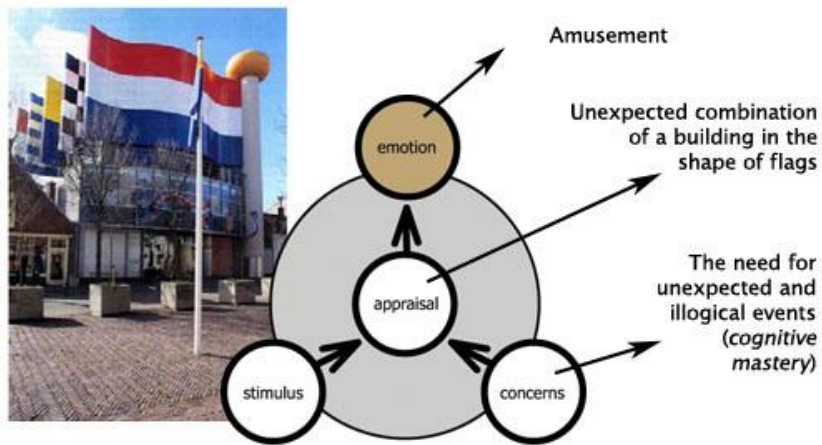 Amusement
Unexpected combination
of a building in the
shape of flags
emotion
The need for
unexpected and
illogical events
(cognitive
mastery)
appraisal
stimulus
concerns